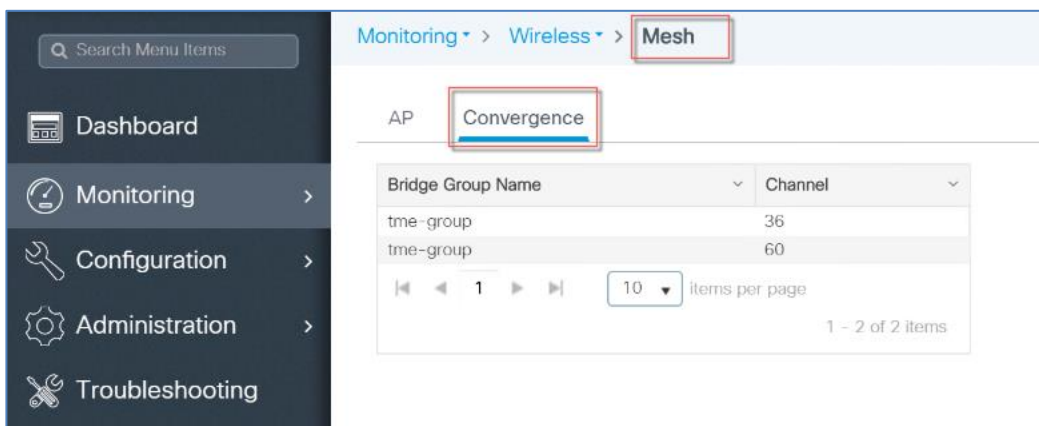 Search Menu Items
Dashboard
Monitoring
Configuration
Administration
Troubleshooting
Monitoring > Wireless > Mesh
AP
Convergence
Bridge Group Name Channel
tme-group 36
tme-group 60
1 10 items per page
1 - 2 of 2 items